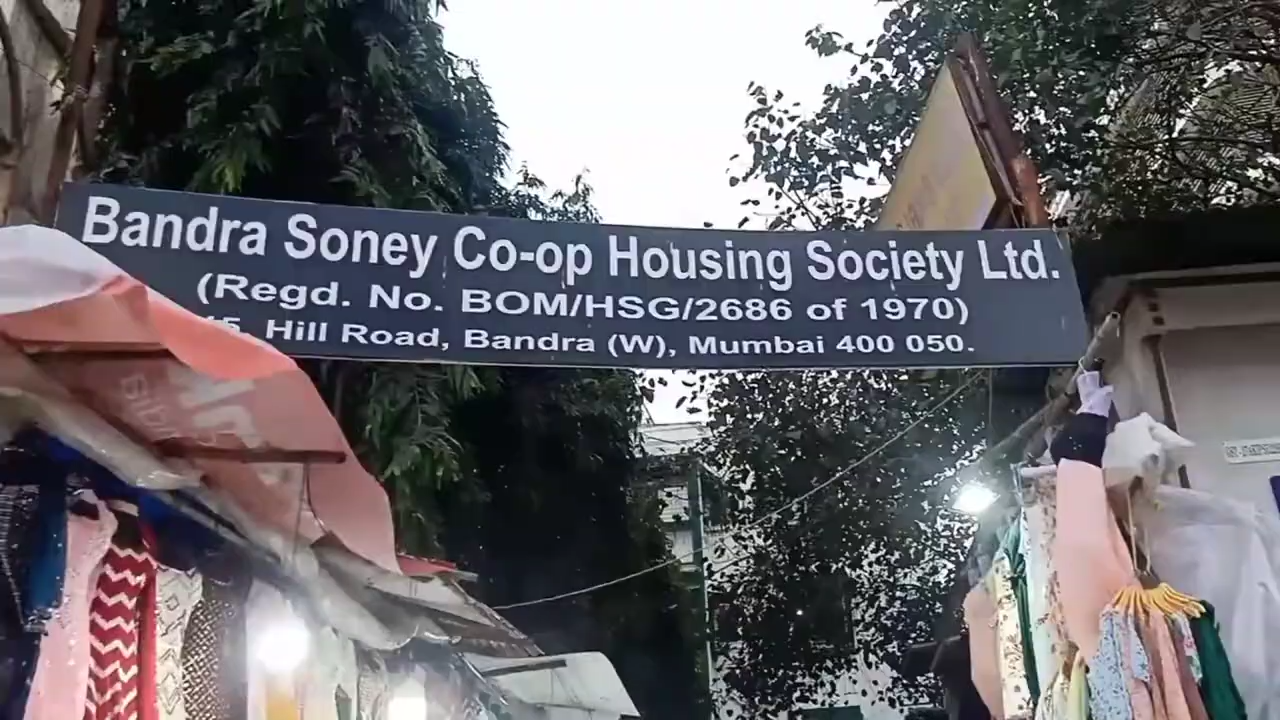 Bandra Soney Co-op Housing Society Ltd.
(Regd. No. BOM/HSG/2686 of 1970)
Hill Road, Bandra (W), Mumbai 400 050.